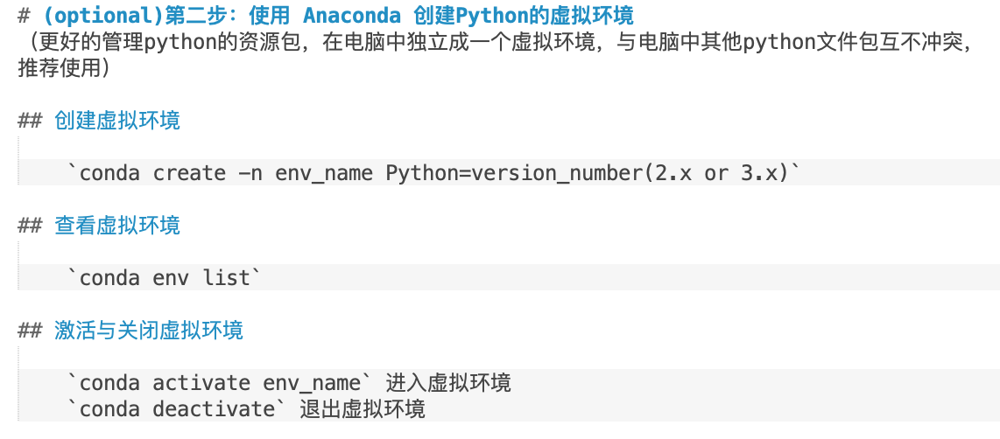 # (optional)第二步：使用 Anaconda 创建Python的虚拟环境
（更好的管理python的资源包，在电脑中独立成一个虚拟环境，与电脑中其他python文件包互不冲突，
推荐使用）
## 创建虚拟环境
`conda create -n env_name Python=version_number(2.x or 3.x)`
## 查看虚拟环境
`conda env list`
## 激活与关闭虚拟环境
`conda activate env_name` 进入虚拟环境
`conda deactivate` 退出虚拟环境